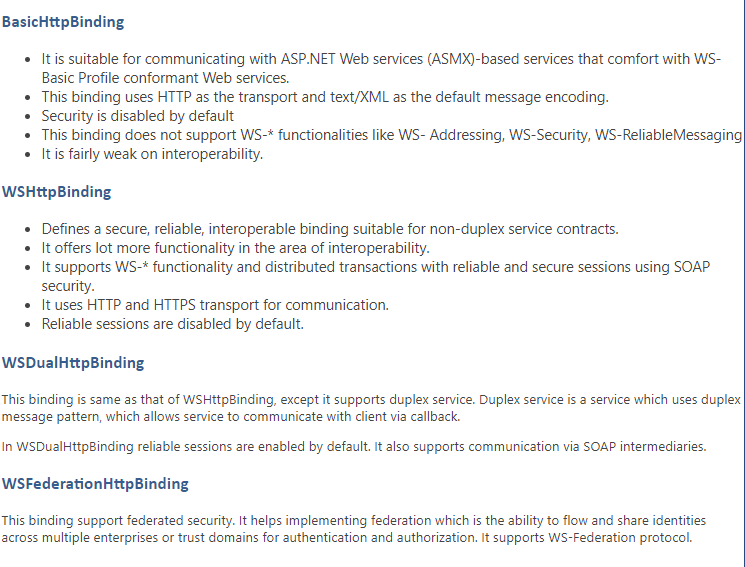 BasicHttpBinding
• It is suitable for communicating with ASP.NET Web services (ASMX)-based services that comfort with WS-
Basic Profile conformant Web services.
• This binding uses HTTP as the transport and text/XML as the default message encoding.
• Security is disabled by default
• This binding does not support WS-* functionalities like WS- Addressing, WS-Security, WS-ReliableMessaging
• It is fairly weak on interoperability.
WSHttpBinding
• Defines a secure, reliable, interoperable binding suitable for non-duplex service contracts.
• It offers lot more functionality in the area of interoperability.
• It supports WS-* functionality and distributed transactions with reliable and secure sessions using SOAP
security.
• It uses HTTP and HTTPS transport for communication.
• Reliable sessions are disabled by default.
WSDualHttpBinding
This binding is same as that of WSHttpBinding, except it supports duplex service. Duplex service is a service which uses duplex
message pattern, which allows service to communicate with client via callback.
In WSDualHttpBinding reliable sessions are enabled by default. It also supports communication via SOAP intermediaries.
WSFederationHttpBinding
This binding support federated security. It helps implementing federation which is the ability to flow and share identities
across multiple enterprises or trust domains for authentication and authorization. It supports WS-Federation protocol.